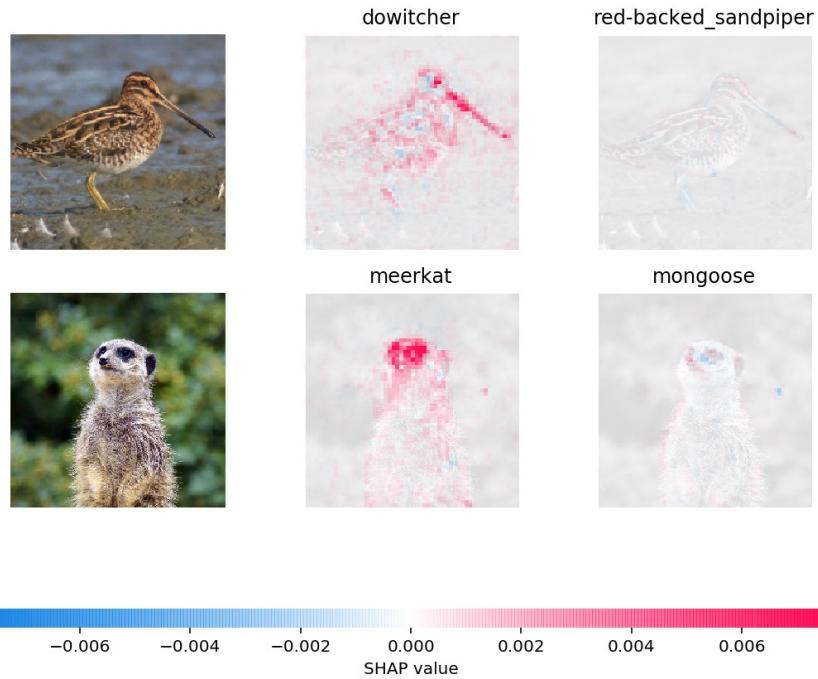 dowitcher
red-backed_sandpiper
meerkat
mongoose
−0.006 −0.004 −0.002 0.000 0.002 0.004 0.006
SHAP value